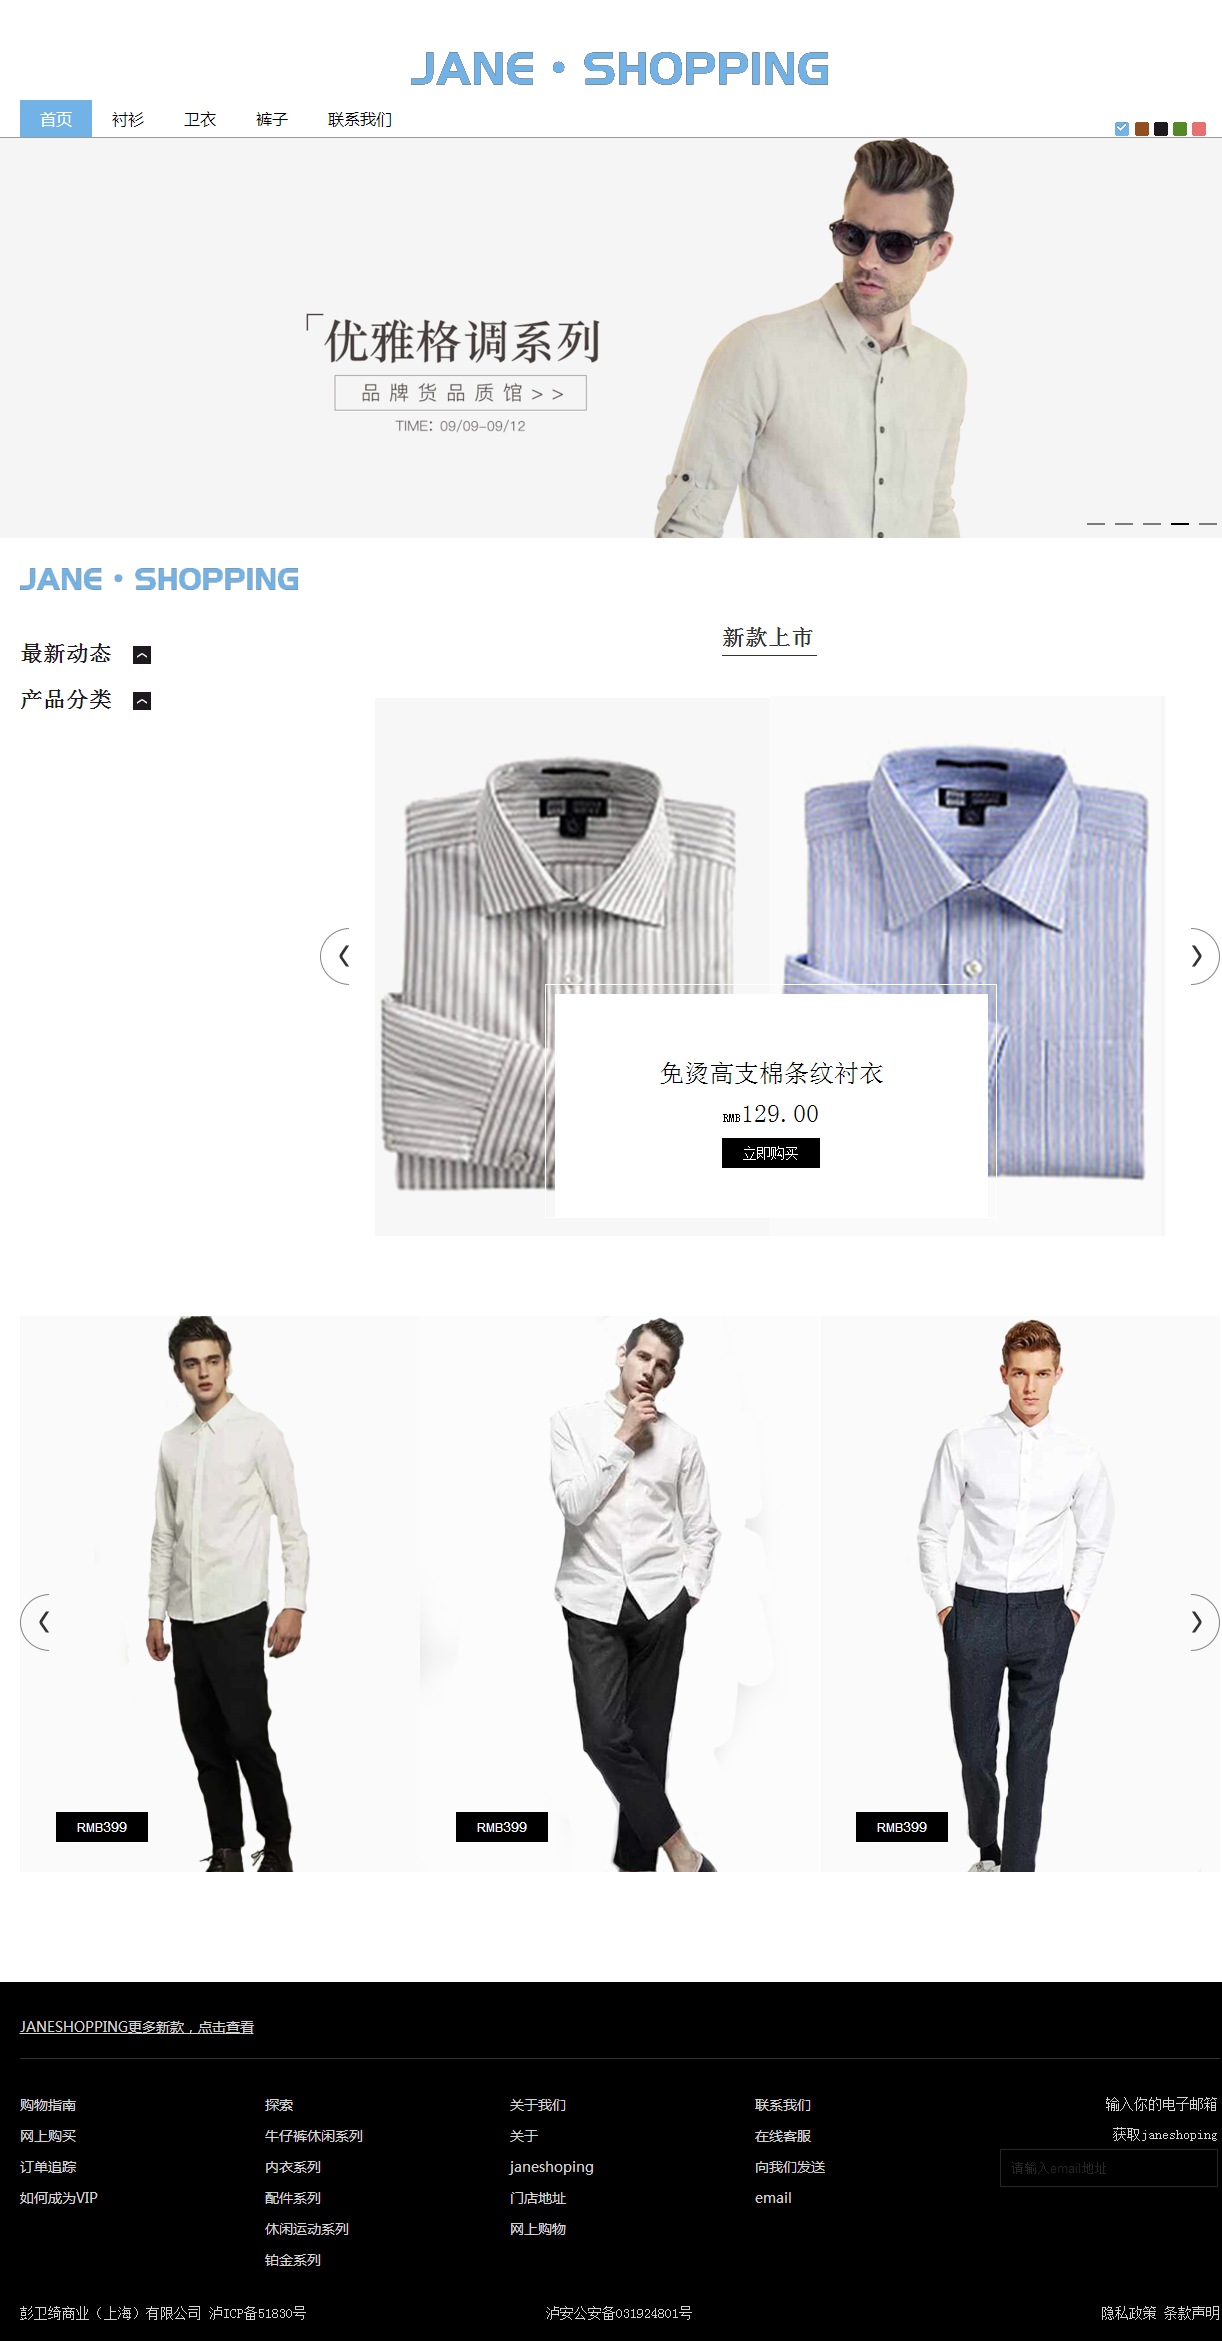 JANE·SHOPPING
首页 衬衫 卫衣 裤子 联系我们
优雅格调系列
品牌货品质馆>>
TIME: 09/09-09/12
JANE·SHOPPING
新款上市
最新动态
产品分类
免烫高支棉条纹衬衣
RMB129.00
立即购买
RMB399 RMB399 RMB399
JANESHOPPING更多新款，点击查看
购物指南 探索 关于我们 联系我们 输入你的电子邮箱
网上购买 牛仔裤休闲系列 关于 在线客服 获取janeshoping
订单追踪 内衣系列 janeshoping 向我们发送 请输入email地址
如何成为VIP 配件系列 门店地址 email
休闲运动系列 网上购物
铂金系列
彭卫绮商业（上海）有限公司 泸ICP备51830号 泸安公安备031924801号 隐私政策 条款声明